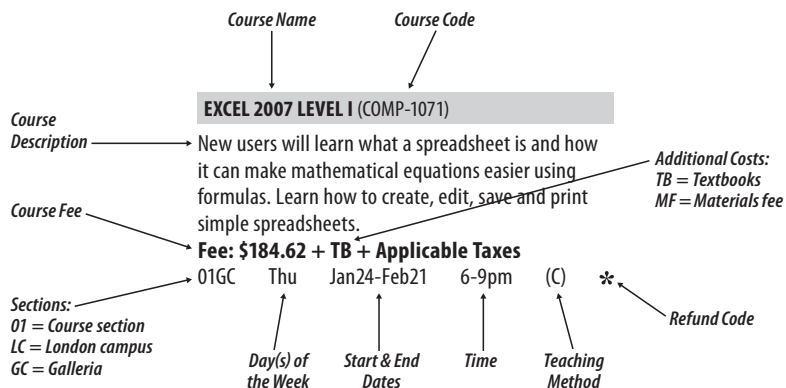 Course Name
Course Code
EXCEL 2007 LEVEL I (COMP-1071)
Course
Description
New users will learn what a spreadsheet is and how
it can make mathematical equations easier using
formulas. Learn how to create, edit, save and print
simple spreadsheets.
Additional Costs:
TB = Textbooks
MF = Materials fee
Course Fee
Fee: $184.62 + TB + Applicable Taxes
01GC Thu Jan24-Feb21 6-9pm (C) *
Sections:
01 = Course section
LC = London campus
GC = Galleria
Day(s) of
the Week
Start & End
Dates
Time
Teaching
Method
Refund Code